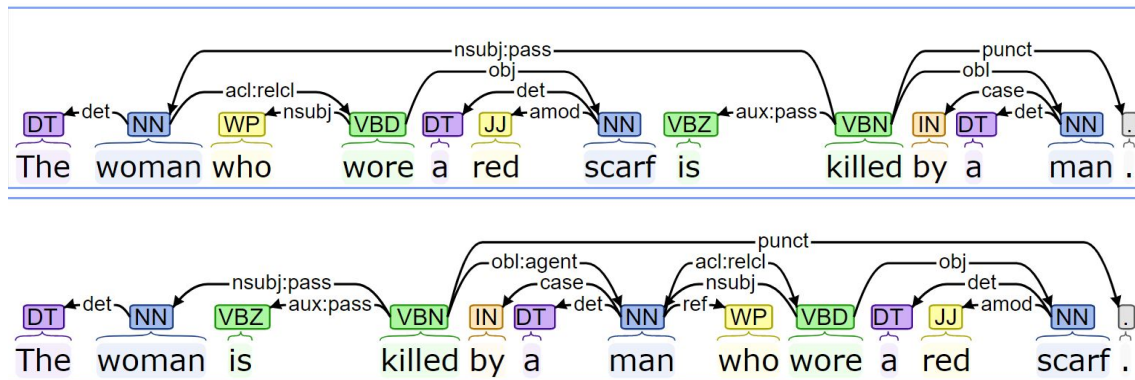 nsubj:pass punct
obj obl
acl:relcl det case
det nsubj amod aux:pass det
DT NN WP VBD DT JJ NN VBZ VBN IN DT NN .
The woman who wore a red scarf is killed by a man .
punct
obl:agent acl:relcl obj
nsubj:pass case nsubj det
det aux:pass det ref amod
DT NN VBZ VBN IN DT NN WP VBD DT JJ NN .
The woman is killed by a man who wore a red scarf .